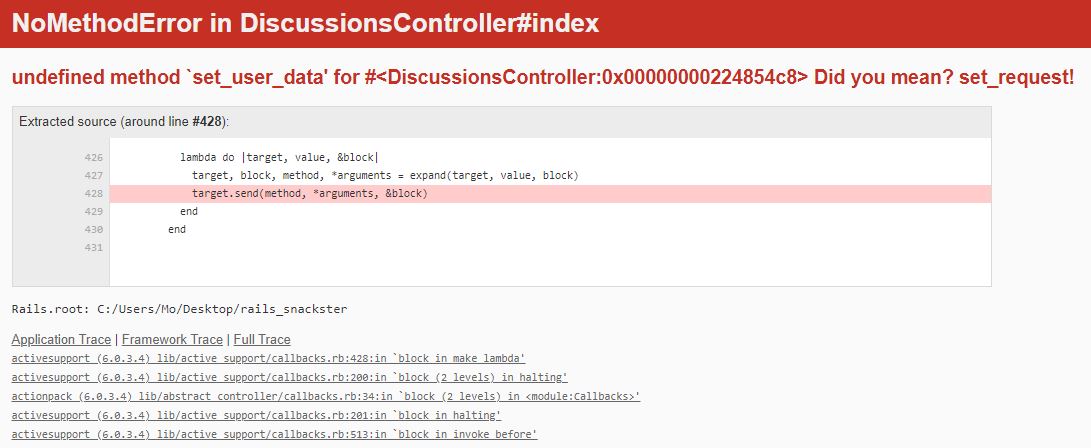 NoMethodError in DiscussionsController#index
undefined method `set_user_data' for #<DiscussionsController:0x00000000224854c8> Did you mean? set_request!
Extracted source (around line #428):
426 lambda do |target, value, &block|
427 target, block, method, *arguments = expand(target, value, block)
428 target.send(method, *arguments, &block)
429 end
430 end
431
Rails.root: C:/Users/Mo/Desktop/rails_snackster
Application Trace | Framework Trace | Full Trace
activesupport (6.0.3.4) lib/active_support/callbacks.rb:428:in `block in make_lambda'
activesupport (6.0.3.4) lib/active_support/callbacks.rb:200:in `block (2 levels) in halting'
actionpack (6.0.3.4) lib/abstract_controller/callbacks.rb:34:in `block (2 levels) in <module:Callbacks>'
activesupport (6.0.3.4) lib/active_support/callbacks.rb:201:in `block in halting'
activesupport (6.0.3.4) lib/active_support/callbacks.rb:513:in `block in invoke_before'